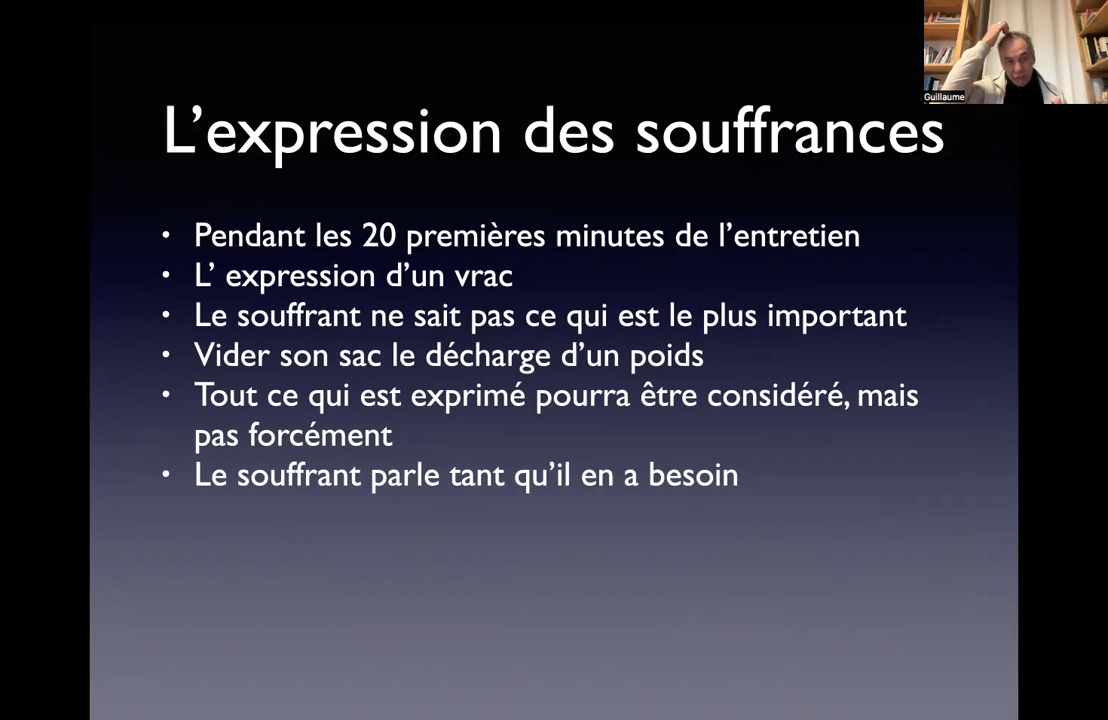 Guillaume
L’expression des souffrances
• Pendant les 20 premières minutes de l’entretien
• L’ expression d’un vrac
• Le souffrant ne sait pas ce qui est le plus important
• Vider son sac le décharge d’un poids
• Tout ce qui est exprimé pourra être considéré, mais
pas forcément
• Le souffrant parle tant qu’il en a besoin